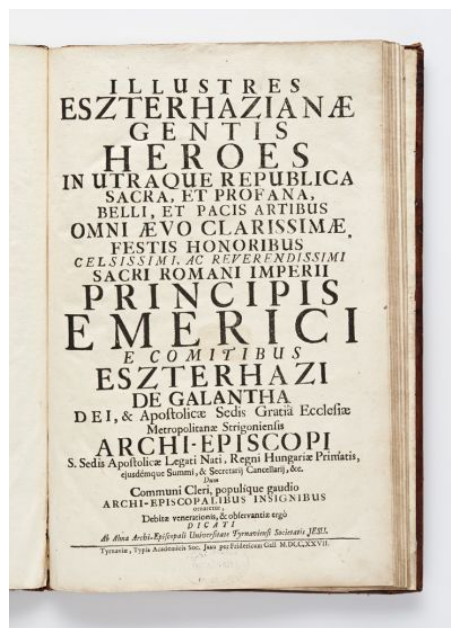 ILLUSTRES
ESZTERHAZIANÆ
GENTIS
HEROES
IN UTRAQUE REPUBLICA
SACRA, ET PROFANA,
BELLI, ET PACIS ARTIBUS
OMNI ÆVO CLARISSIMÆ,
FESTIS HONORIBUS
CELSISSIMI, AC REVERENDISSIMI
SACRI ROMANI IMPERII
PRINCIPIS
EMERICI
E COMITIBUS
ESZTERHAZI
DE GALANTHA
DEI, & Apostolicæ Sedis Gratiâ Ecclesiæ
Metropolitanæ Strigoniensis
ARCHI-EPISCOPI
S. Sedis Apostolicæ Legati Nati, Regni Hungariæ Primatis,
ejusdémque Summi, & Secretarij Cancellarij, &c.
Dum
Communi Cleri, populique gaudio
ARCHI-EPISCOPALIBUS INSIGNIBUS
ornaretur,
Debitæ venerationis, & observantiæ ergò
DICATI
Ab Alma Archi-Episcopali Universitate Tyrnaviensi Societatis JESU.
Tyrnaviæ, Typis Academicis Soc. Jesu per Fridericum Gall M.DCC.XXVII.